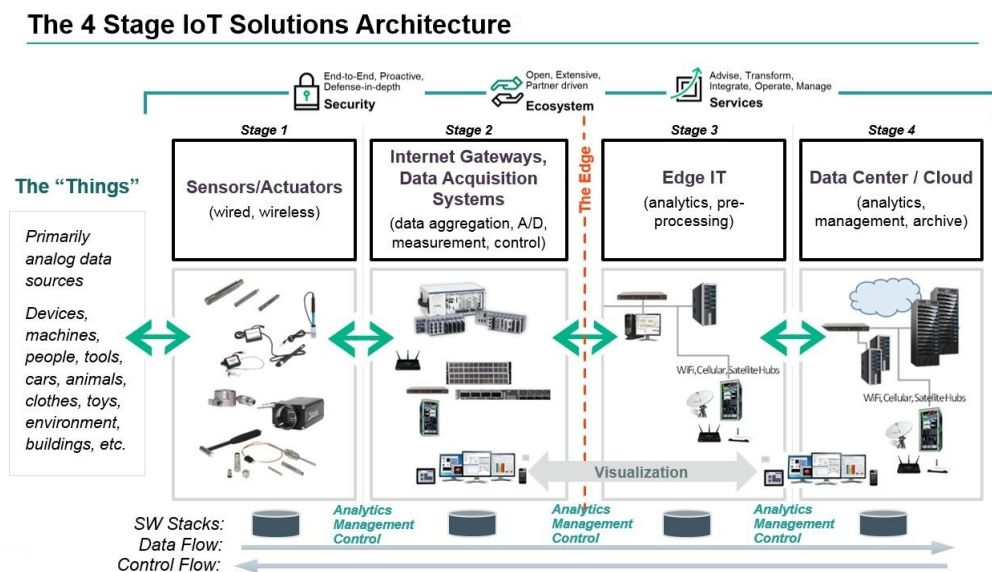 The 4 Stage IoT Solutions Architecture
End-to-End, Proactive,
Defense-in-depth
Security
Open, Extensive,
Partner driven
Ecosystem
Advise, Transform,
Integrate, Operate, Manage
Services
The “Things”
Primarily
analog data
sources
Devices,
machines,
people, tools,
cars, animals,
clothes, toys,
environment,
buildings, etc.
Stage 1
Sensors/Actuators
(wired, wireless)
Stage 2
Internet Gateways,
Data Acquisition
Systems
(data aggregation, A/D,
measurement, control)
The Edge
Stage 3
Edge IT
(analytics, pre-
processing)
Stage 4
Data Center / Cloud
(analytics,
management, archive)
WiFi,Cellular,SatelliteHubs
WiFi,Cellular,SatelliteHubs
Visualization
SW Stacks:
Analytics
Management
Control
Analytics
Management
Control
Analytics
Management
Control
Data Flow:
Control Flow: